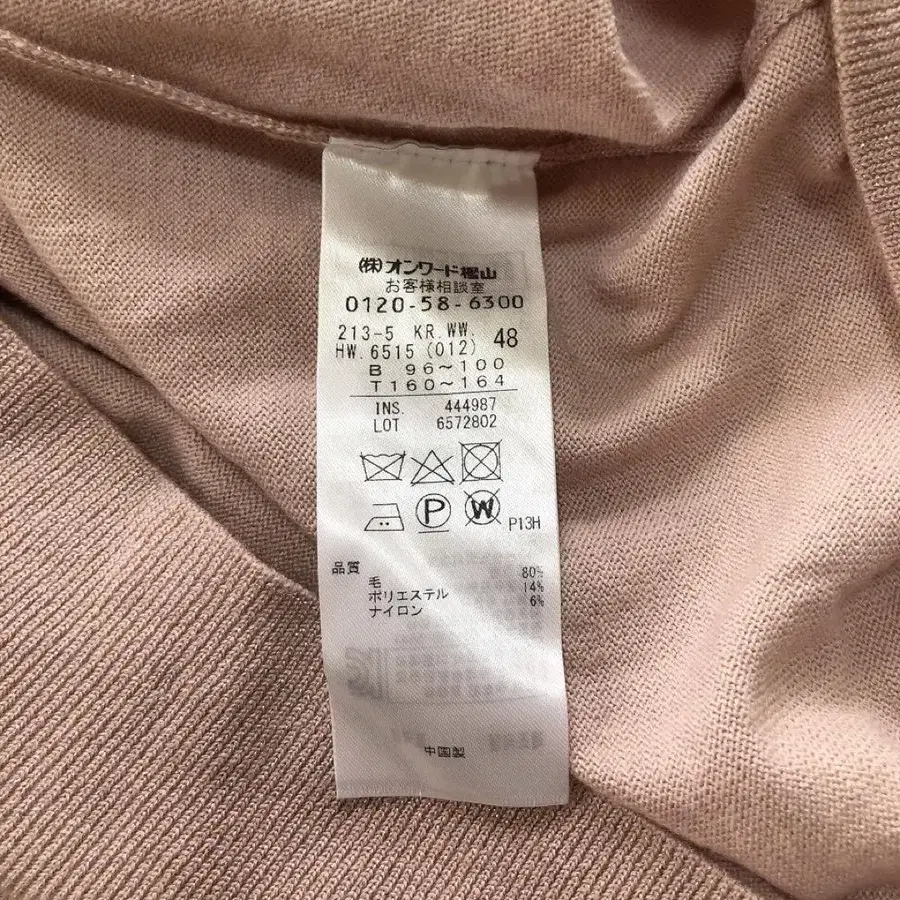 (株)オンワード樫山
お客様相談室
0120-58-6300
213-5 KR.WW. 48
HW.6515 (012)
B 96～100
T160～164
INS. 444987
LOT 6572802
P W P13H
品質
毛 80%
ポリエステル 14%
ナイロン 6%
中国製